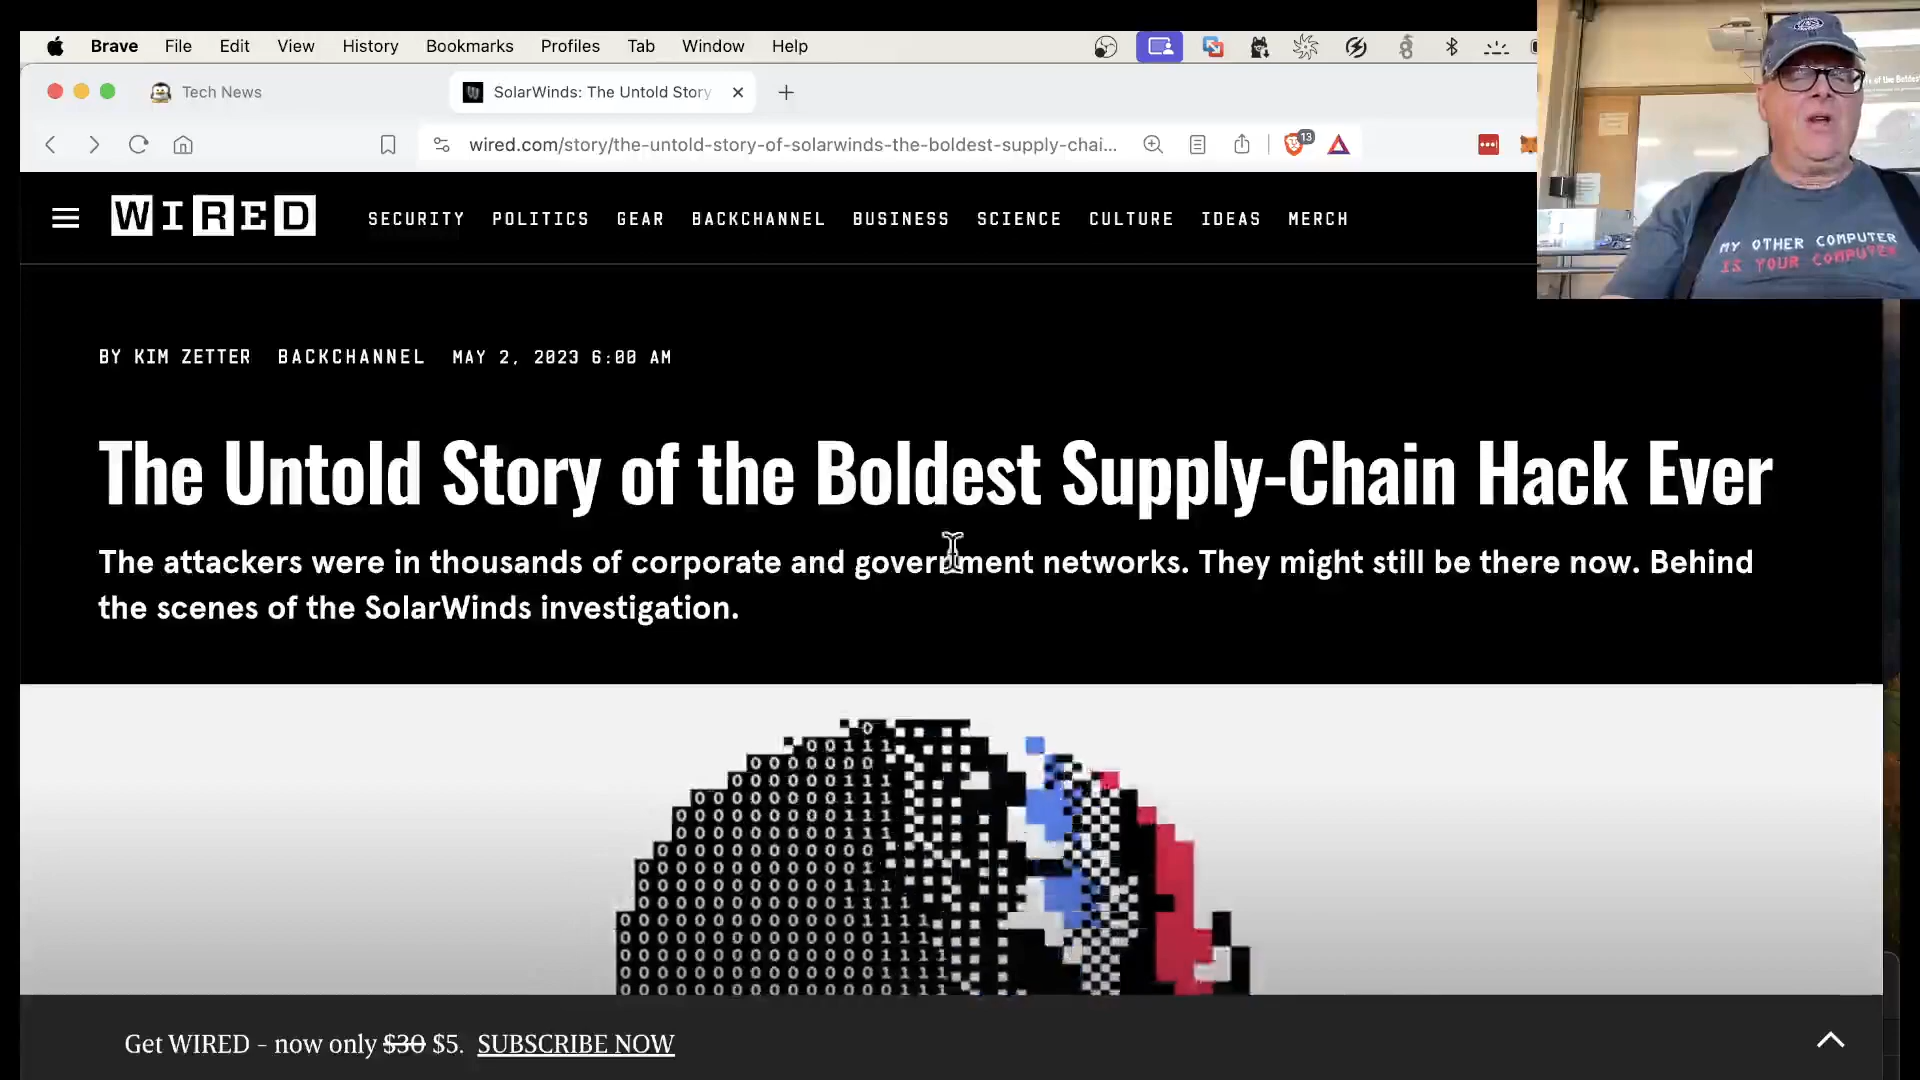 Brave File Edit View History Bookmarks Profiles Tab Window Help
Tech News
SolarWinds: The Untold Story
wired.com/story/the-untold-story-of-solarwinds-the-boldest-supply-chai...
13
WIRED
SECURITY POLITICS GEAR BACKCHANNEL BUSINESS SCIENCE CULTURE IDEAS MERCH
MY OTHER COMPUTER
IS YOUR COMPUTER
BY KIM ZETTER BACKCHANNEL MAY 2, 2023 6:00 AM
The Untold Story of the Boldest Supply-Chain Hack Ever
The attackers were in thousands of corporate and government networks. They might still be there now. Behind
the scenes of the SolarWinds investigation.
Get WIRED - now only $30 $5. SUBSCRIBE NOW